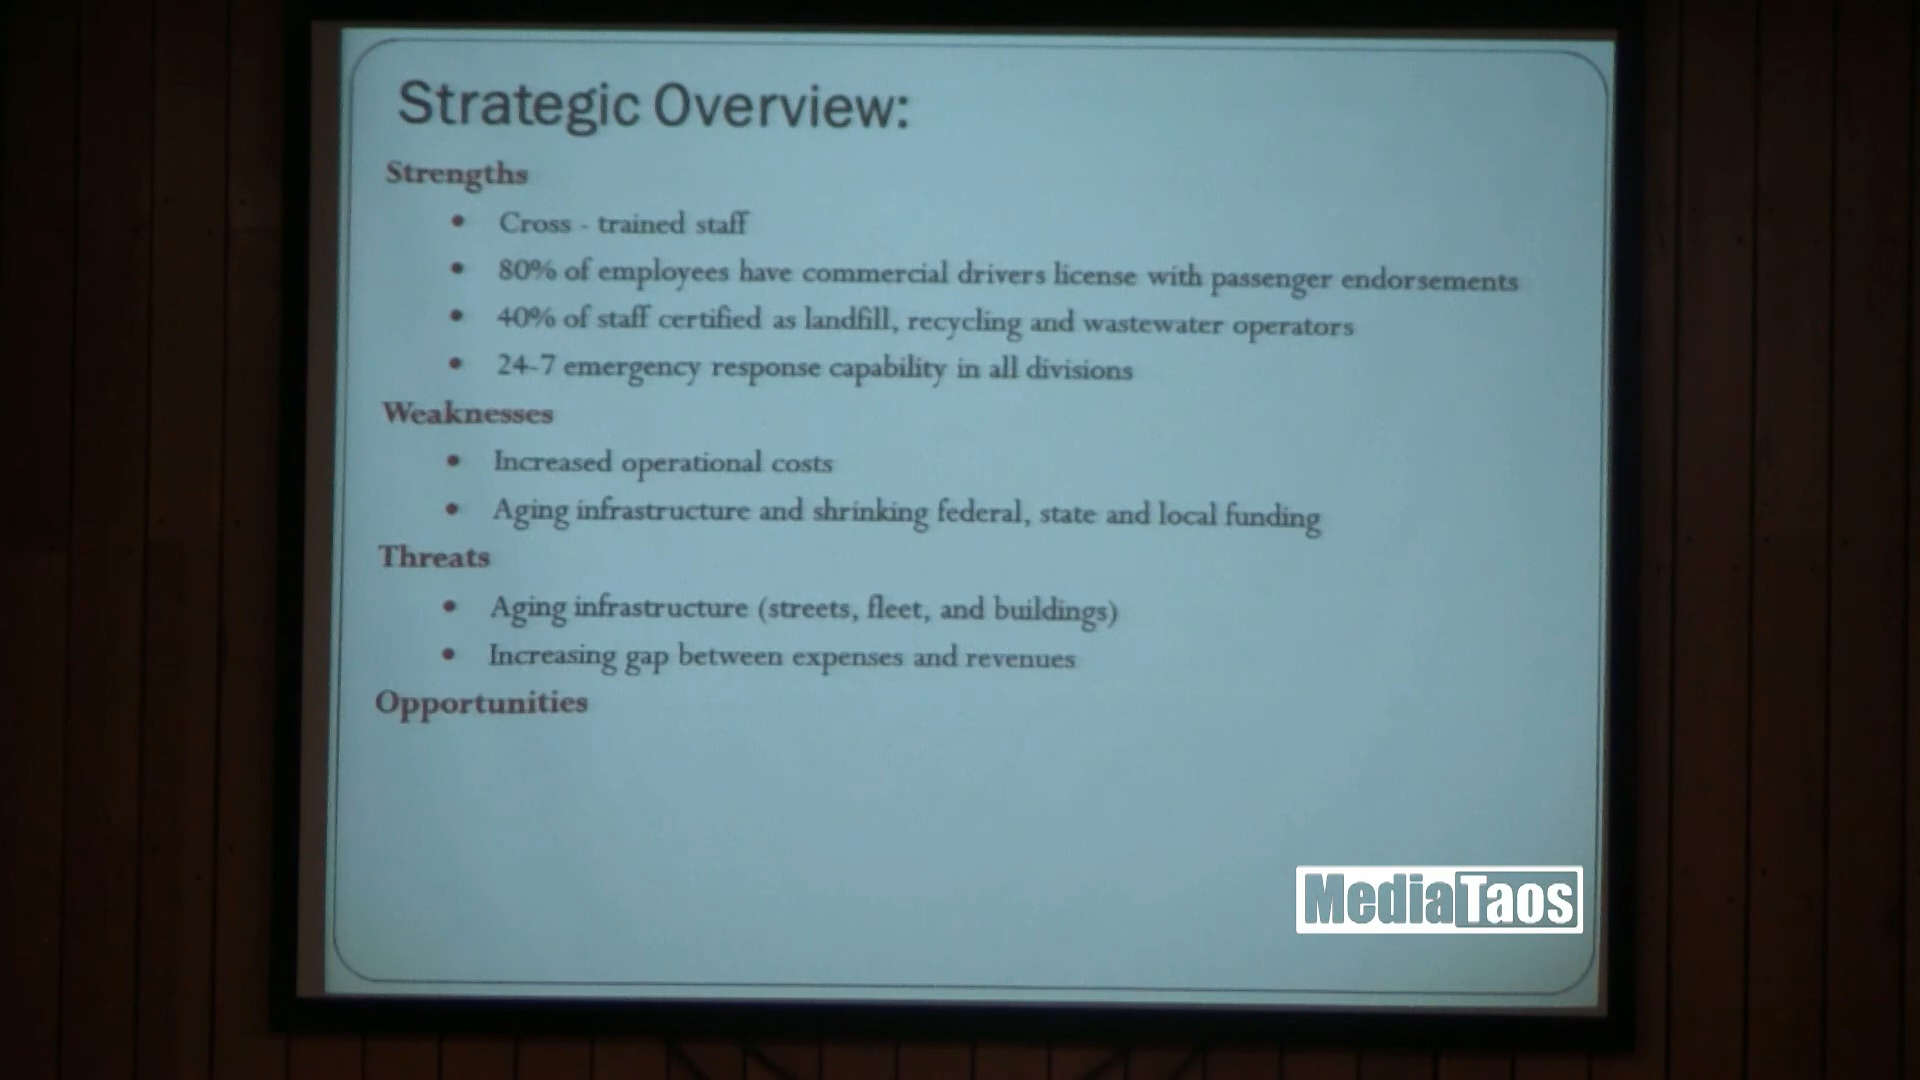 Strategic Overview:
Strengths
• Cross - trained staff
• 80% of employees have commercial drivers license with passenger endorsements
• 40% of staff certified as landfill, recycling and wastewater operators
• 24-7 emergency response capability in all divisions
Weaknesses
• Increased operational costs
• Aging infrastructure and shrinking federal, state and local funding
Threats
• Aging infrastructure (streets, fleet, and buildings)
• Increasing gap between expenses and revenues
Opportunities
MediaTaos